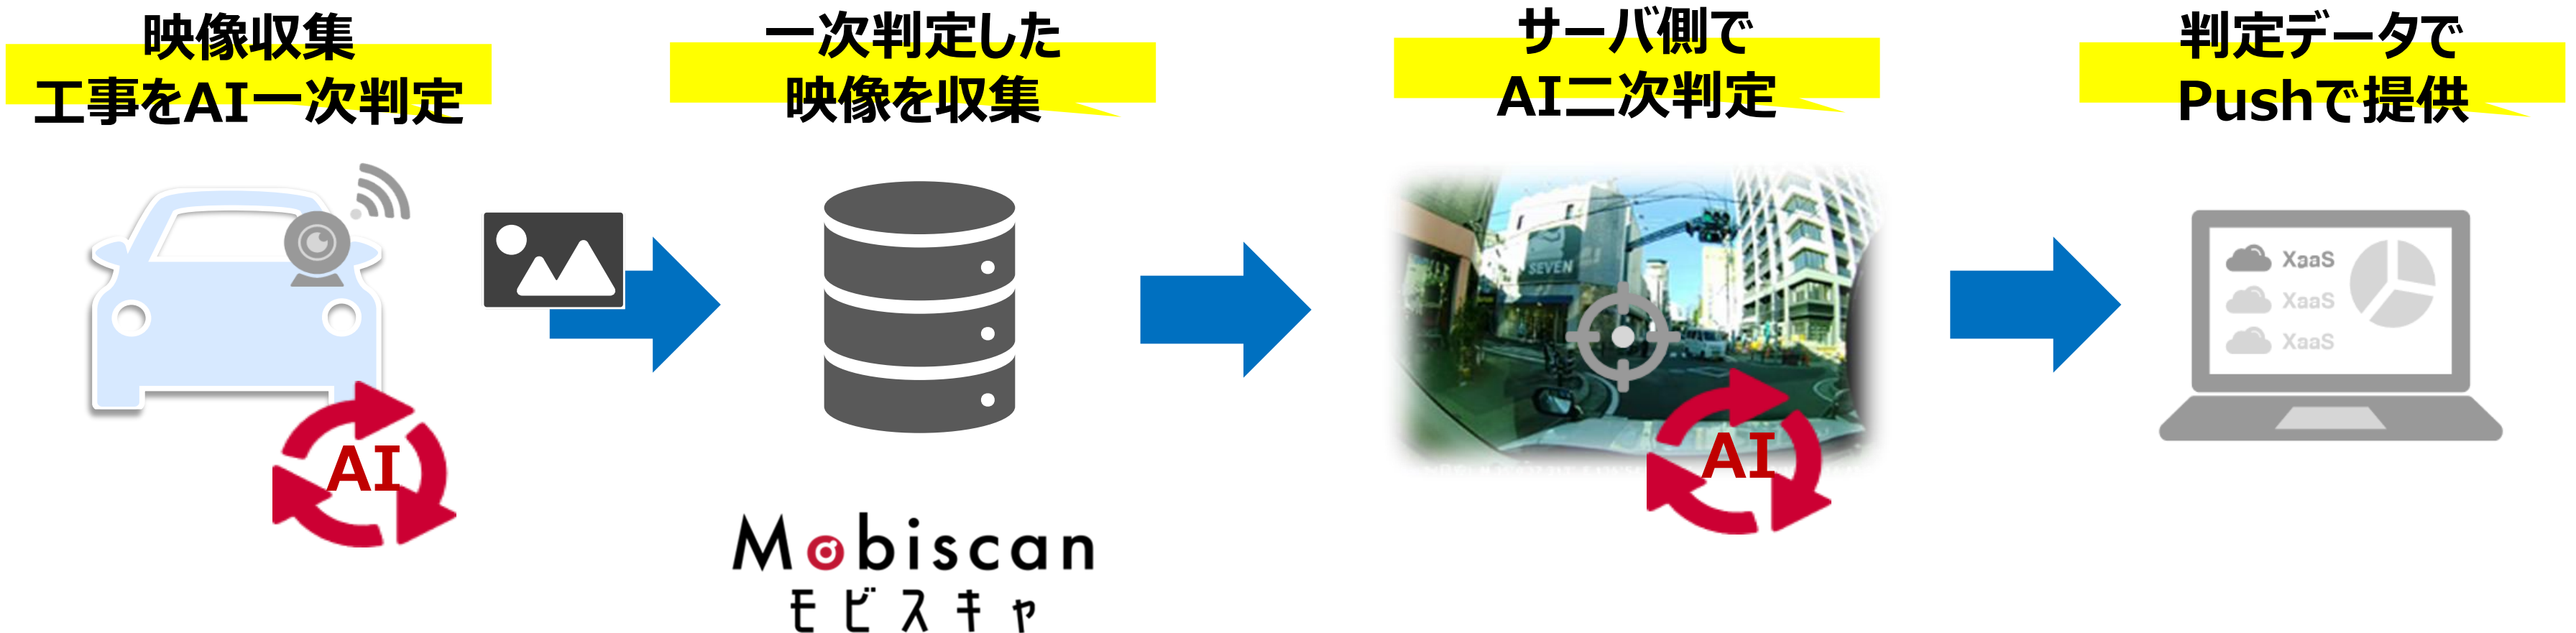 映像収集
工事をAI一次判定
一次判定した
映像を収集
サーバ側で
AI二次判定
判定データで
Pushで提供
SEVEN
XaaS
XaaS
XaaS
AI
AI
Mobiscan
モビスキャ